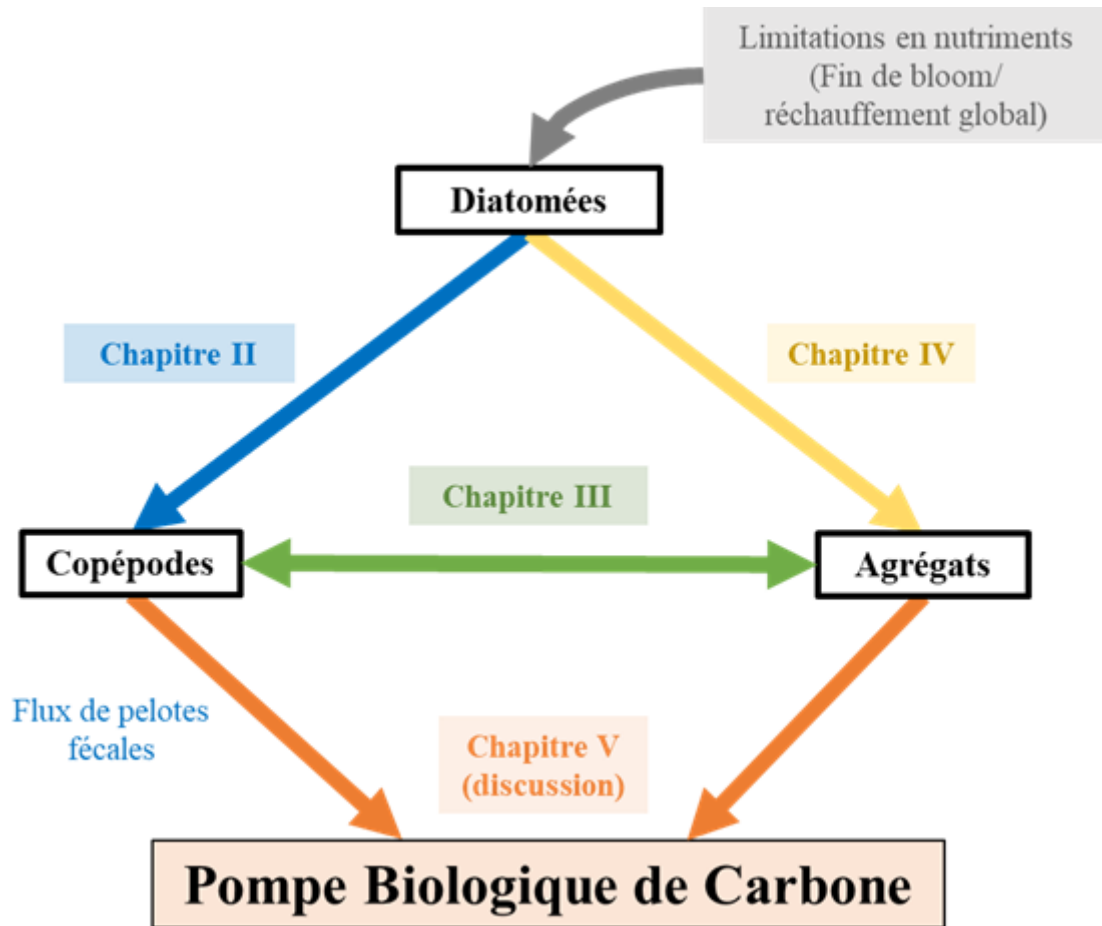 Limitations en nutriments
(Fin de bloom/
réchauffement global)
Diatomées
Chapitre II
Chapitre IV
Chapitre III
Copépodes
Agrégats
Flux de pelotes
fécales
Chapitre V
(discussion)
Pompe Biologique de Carbone